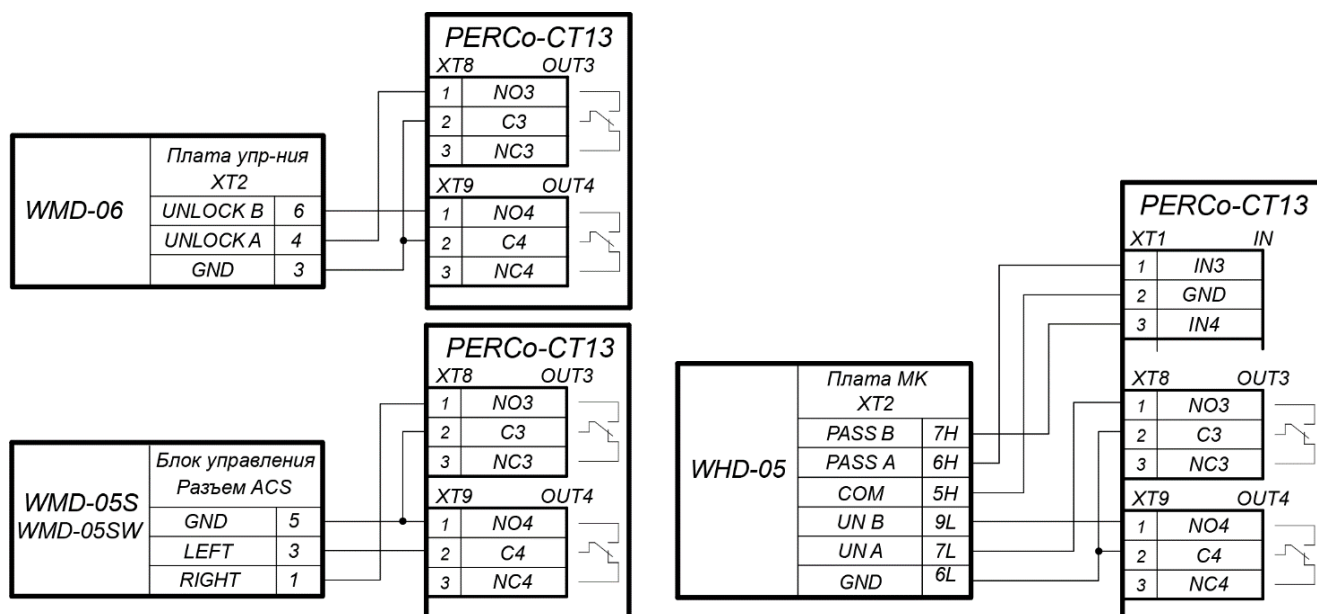 PERCo-CT13
XT8 OUT3
1 NO3
2 C3
3 NC3
XT9 OUT4
1 NO4
2 C4
3 NC4
WMD-06
Плата упр-ния
XT2
UNLOCK B 6
UNLOCK A 4
GND 3
PERCo-CT13
XT8 OUT3
1 NO3
2 C3
3 NC3
XT9 OUT4
1 NO4
2 C4
3 NC4
WMD-05S
WMD-05SW
Блок управления
Разъем ACS
GND 5
LEFT 3
RIGHT 1
PERCo-CT13
XT1 IN
1 IN3
2 GND
3 IN4
XT8 OUT3
1 NO3
2 C3
3 NC3
XT9 OUT4
1 NO4
2 C4
3 NC4
WHD-05
Плата МК
XT2
PASS B 7H
PASS A 6H
COM 5H
UN B 9L
UN A 7L
GND 6L